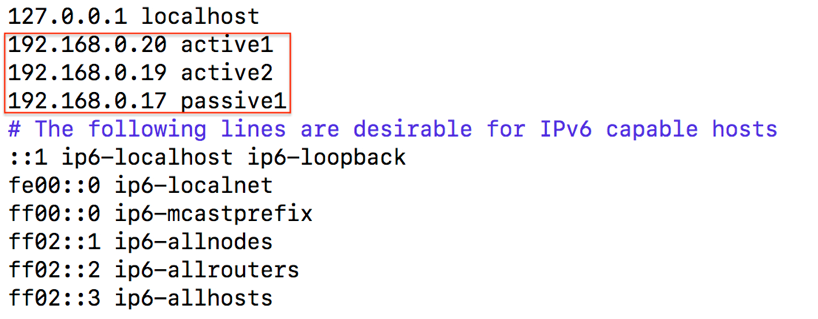 127.0.0.1 localhost
192.168.0.20 active1
192.168.0.19 active2
192.168.0.17 passive1
# The following lines are desirable for IPv6 capable hosts
::1 ip6-localhost ip6-loopback
fe00::0 ip6-localnet
ff00::0 ip6-mcastprefix
ff02::1 ip6-allnodes
ff02::2 ip6-allrouters
ff02::3 ip6-allhosts